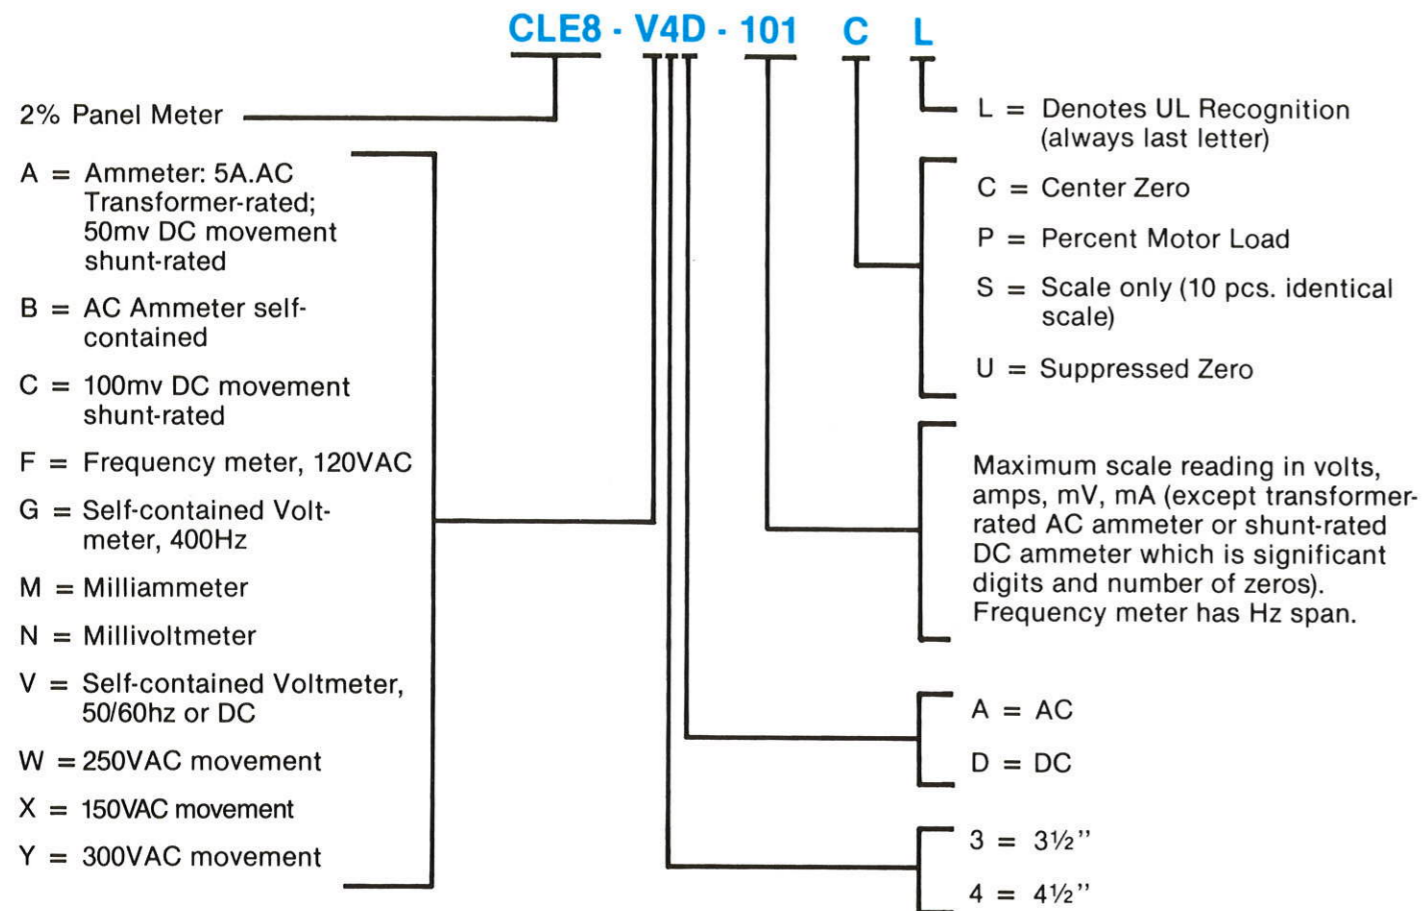 CLE8 - V4D - 101 C L
2% Panel Meter
A = Ammeter: 5A.AC
Transformer-rated;
50mv DC movement
shunt-rated
B = AC Ammeter self-
contained
C = 100mv DC movement
shunt-rated
F = Frequency meter, 120VAC
G = Self-contained Volt-
meter, 400Hz
M = Milliammeter
N = Millivoltmeter
V = Self-contained Voltmeter,
50/60hz or DC
W = 250VAC movement
X = 150VAC movement
Y = 300VAC movement
L = Denotes UL Recognition
(always last letter)
C = Center Zero
P = Percent Motor Load
S = Scale only (10 pcs. identical
scale)
U = Suppressed Zero
Maximum scale reading in volts,
amps, mV, mA (except transformer-
rated AC ammeter or shunt-rated
DC ammeter which is significant
digits and number of zeros).
Frequency meter has Hz span.
A = AC
D = DC
3 = 3½’’
4 = 4½’’